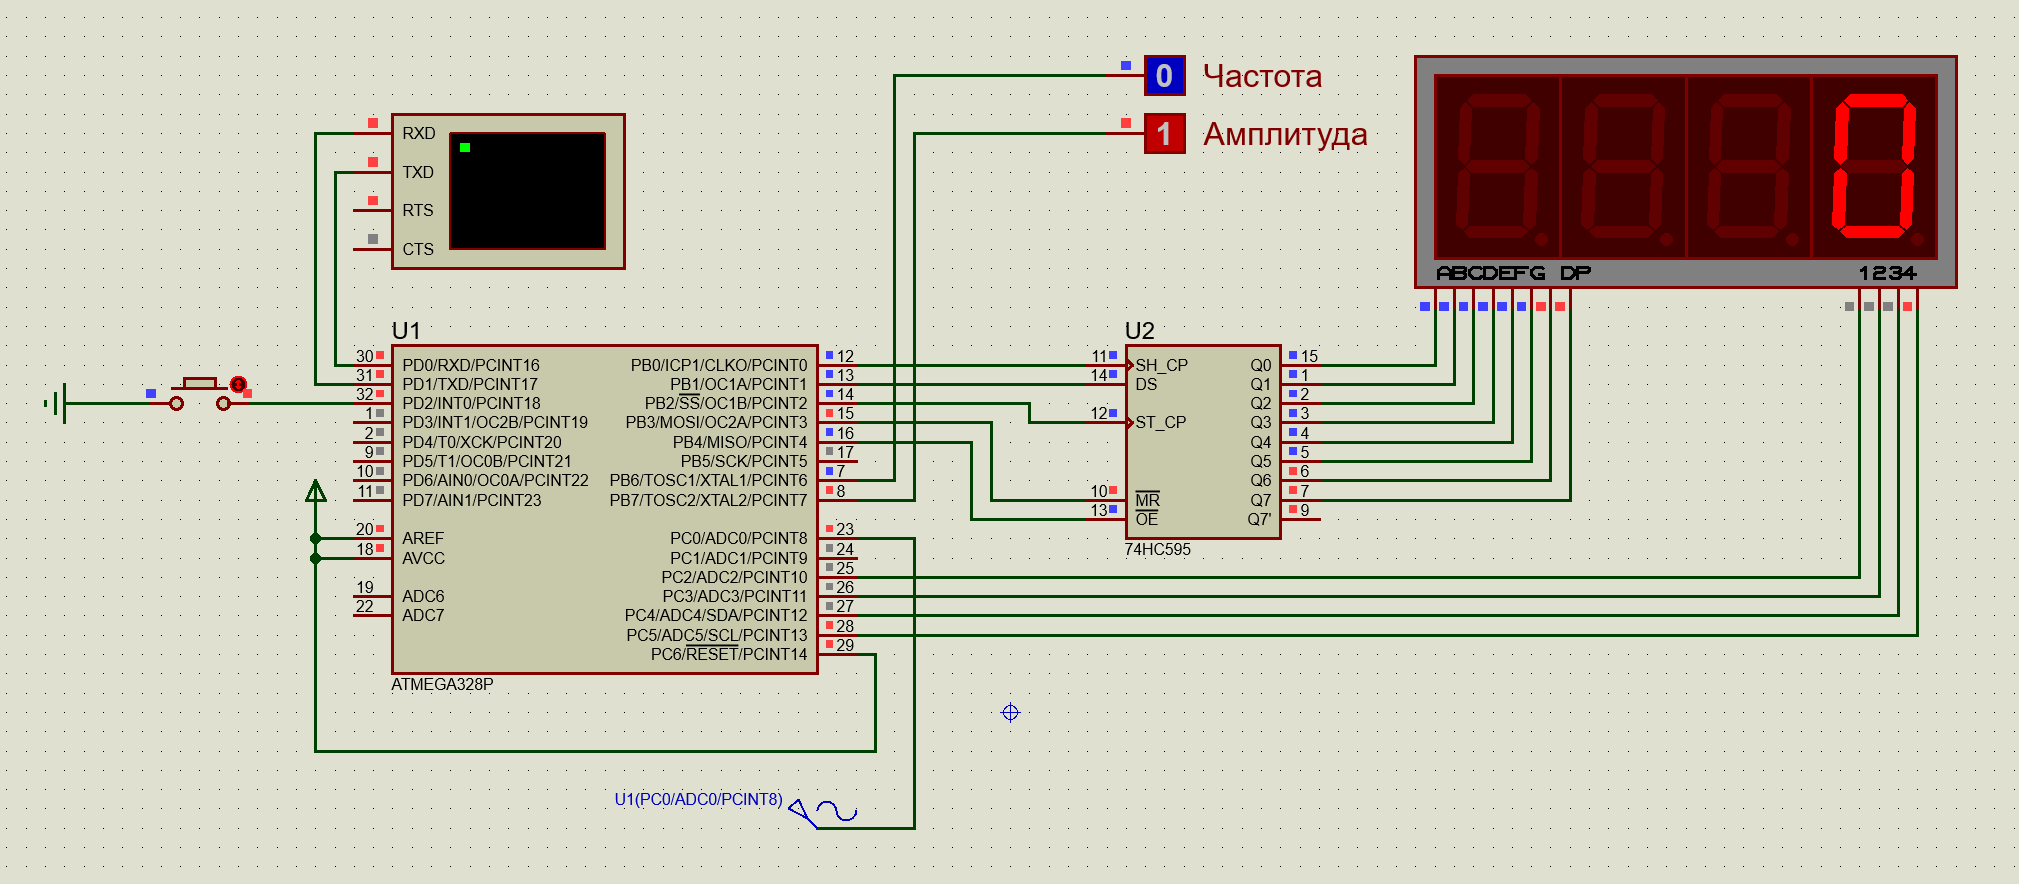 0 Частота
1 Амплитуда
RXD
TXD
RTS
CTS
ABCDEFG DP 1234
U1
30 PD0/RXD/PCINT16
31 PD1/TXD/PCINT17
32 PD2/INT0/PCINT18
1 PD3/INT1/OC2B/PCINT19
2 PD4/T0/XCK/PCINT20
9 PD5/T1/OC0B/PCINT21
10 PD6/AIN0/OC0A/PCINT22
11 PD7/AIN1/PCINT23
20 AREF
18 AVCC
19 ADC6
22 ADC7
PB0/ICP1/CLKO/PCINT0 12
PB1/OC1A/PCINT1 13
PB2/SS/OC1B/PCINT2 14
PB3/MOSI/OC2A/PCINT3 15
PB4/MISO/PCINT4 16
PB5/SCK/PCINT5 17
PB6/TOSC1/XTAL1/PCINT6 7
PB7/TOSC2/XTAL2/PCINT7 8
PC0/ADC0/PCINT8 23
PC1/ADC1/PCINT9 24
PC2/ADC2/PCINT10 25
PC3/ADC3/PCINT11 26
PC4/ADC4/SDA/PCINT12 27
PC5/ADC5/SCL/PCINT13 28
PC6/RESET/PCINT14 29
ATMEGA328P
U2
11 SH_CP
14 DS
12 ST_CP
10 MR
13 OE
Q0 15
Q1 1
Q2 2
Q3 3
Q4 4
Q5 5
Q6 6
Q7 7
Q7' 9
74HC595
U1(PC0/ADC0/PCINT8)
0